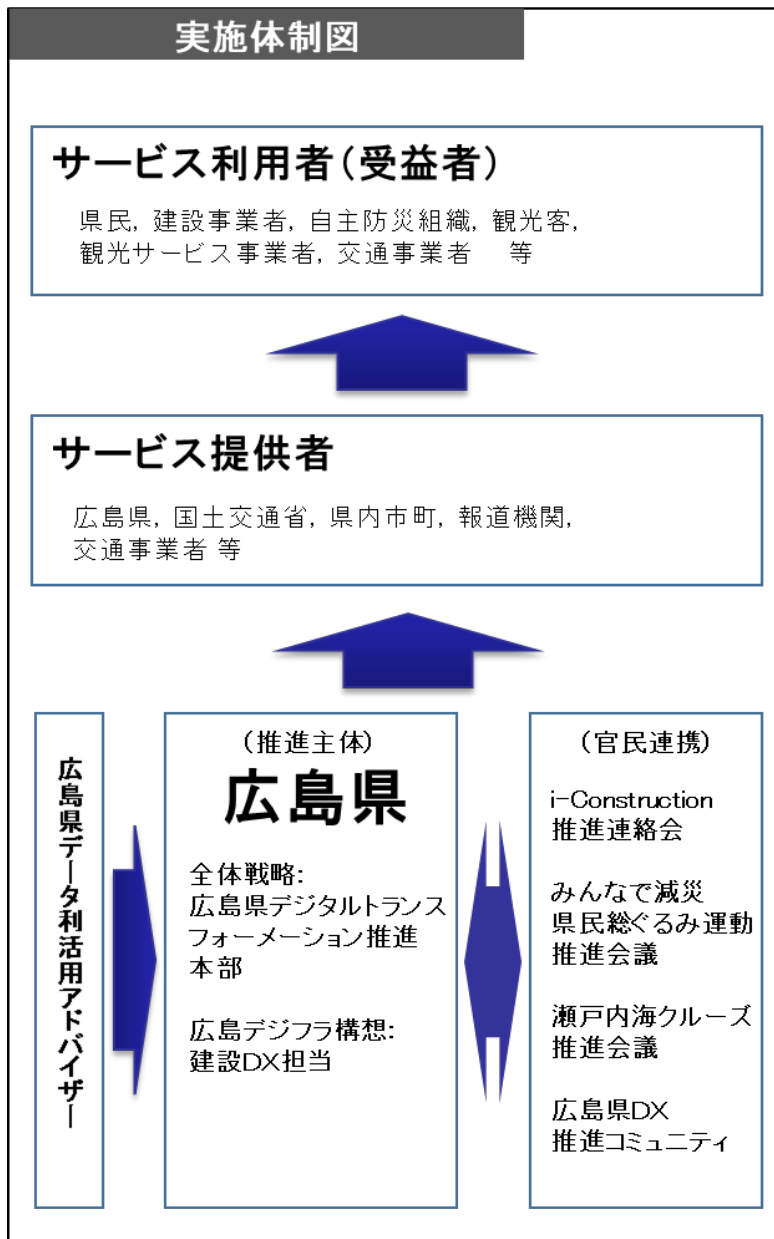 実施体制図
サービス利用者(受益者)
県民, 建設事業者, 自主防災組織, 観光客,
観光サービス事業者, 交通事業者　等
サービス提供者
広島県, 国土交通省, 県内市町, 報道機関,
交通事業者 等
広島県データ利活用アドバイザー
(推進主体)
広島県
全体戦略:
広島県デジタルトランス
フォーメーション推進
本部
広島デジフラ構想:
建設DX担当
(官民連携)
i-Construction
推進連絡会
みんなで減災
県民総ぐるみ運動
推進会議
瀬戸内海クルーズ
推進会議
広島県DX
推進コミュニティ